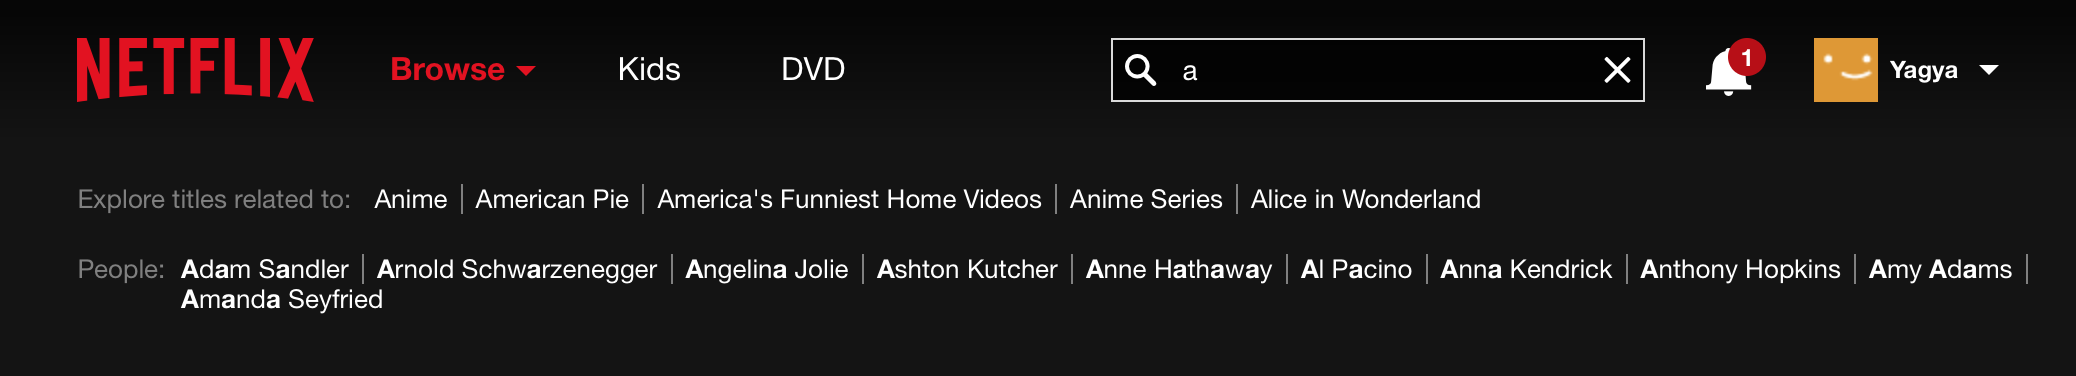 NETFLIX Browse Kids DVD a 1 Yagya
Explore titles related to: Anime | American Pie | America's Funniest Home Videos | Anime Series | Alice in Wonderland
People: Adam Sandler | Arnold Schwarzenegger | Angelina Jolie | Ashton Kutcher | Anne Hathaway | Al Pacino | Anna Kendrick | Anthony Hopkins | Amy Adams |
Amanda Seyfried